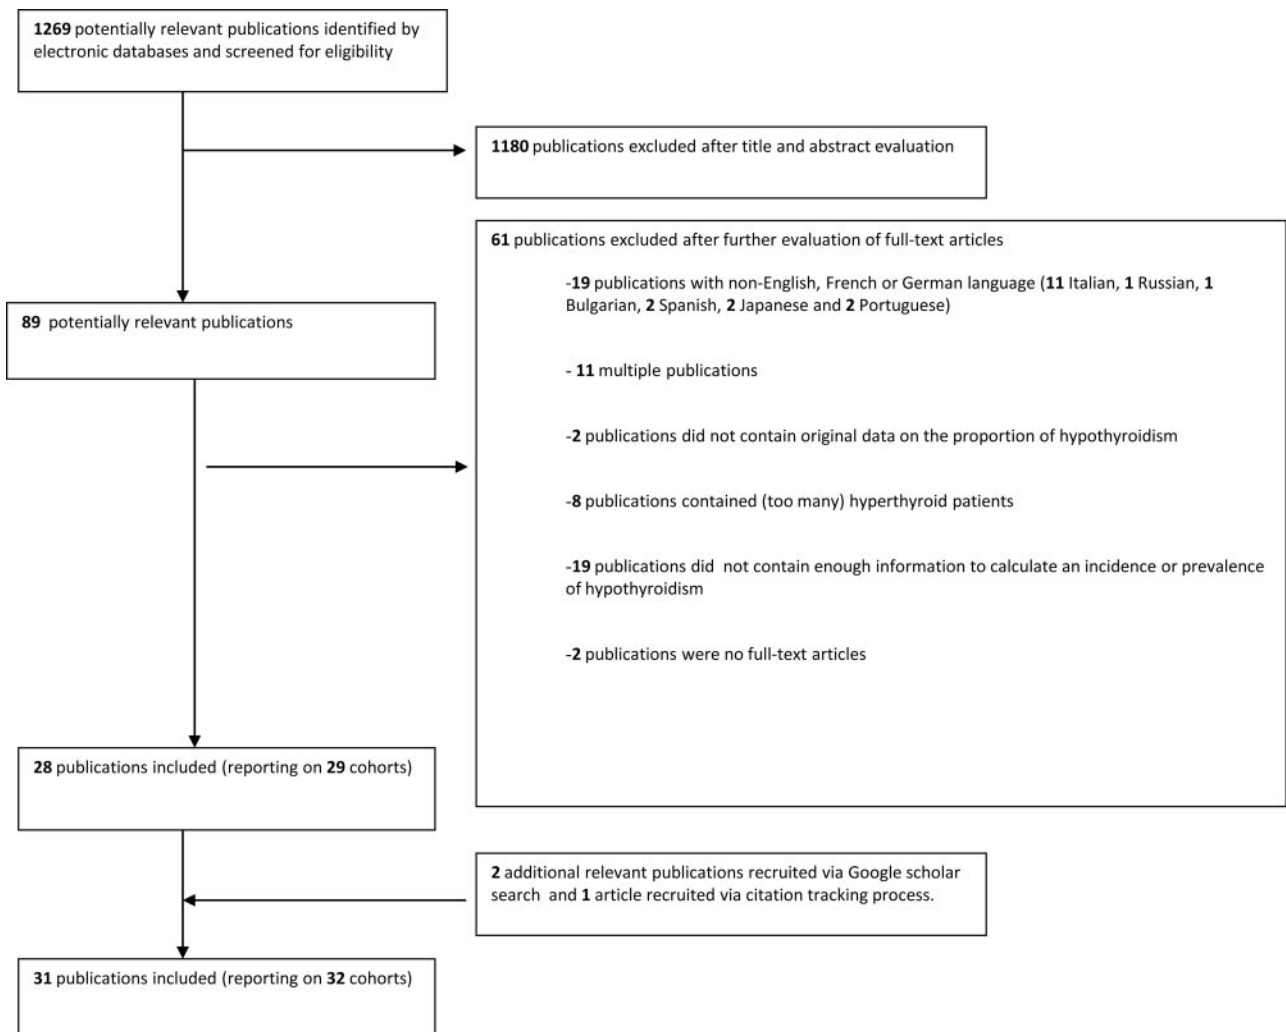 1269 potentially relevant publications identified by
electronic databases and screened for eligibility
1180 publications excluded after title and abstract evaluation
61 publications excluded after further evaluation of full-text articles
-19 publications with non-English, French or German language (11 Italian, 1 Russian, 1
Bulgarian, 2 Spanish, 2 Japanese and 2 Portuguese)
- 11 multiple publications
-2 publications did not contain original data on the proportion of hypothyroidism
-8 publications contained (too many) hyperthyroid patients
-19 publications did not contain enough information to calculate an incidence or prevalence
of hypothyroidism
-2 publications were no full-text articles
89 potentially relevant publications
28 publications included (reporting on 29 cohorts)
2 additional relevant publications recruited via Google scholar
search and 1 article recruited via citation tracking process.
31 publications included (reporting on 32 cohorts)